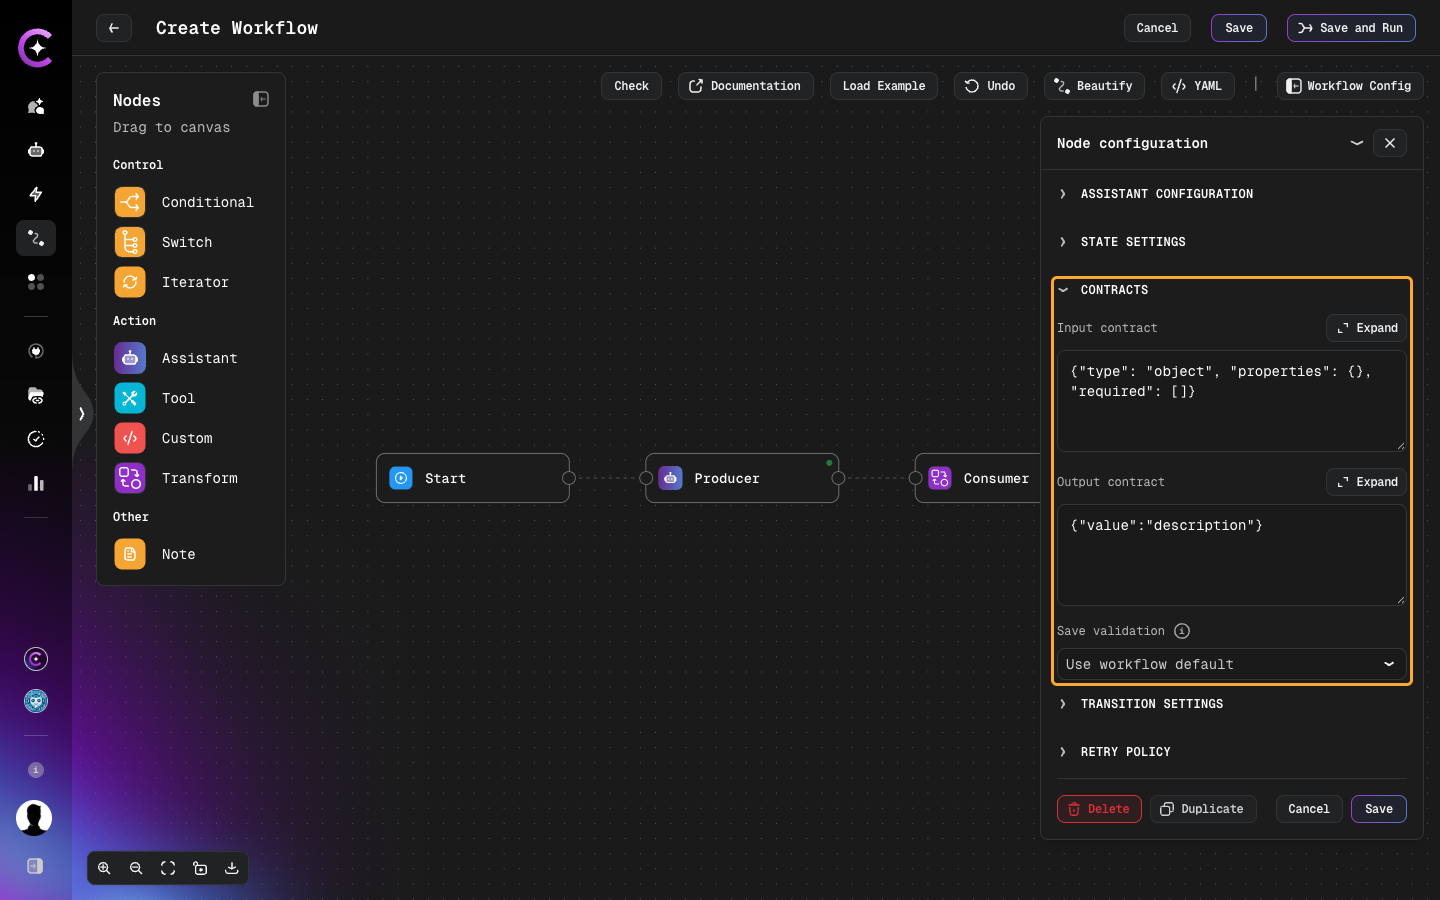 Create Workflow
Cancel
Save
Save and Run
Nodes
Drag to canvas
Control
Conditional
Switch
Iterator
Action
Assistant
Tool
Custom
Transform
Other
Note
Check
Documentation
Load Example
Undo
Beautify
YAML
Workflow Config
Start
Producer
Consumer
Node configuration
ASSISTANT CONFIGURATION
STATE SETTINGS
CONTRACTS
Input contract
Expand
{"type": "object", "properties": {},
"required": []}
Output contract
Expand
{"value":"description"}
Save validation
Use workflow default
TRANSITION SETTINGS
RETRY POLICY
Delete
Duplicate
Cancel
Save